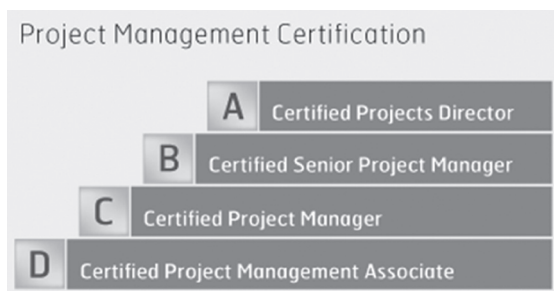 Project Management Certification
A Certified Projects Director
B Certified Senior Project Manager
C Certified Project Manager
D Certified Project Management Associate